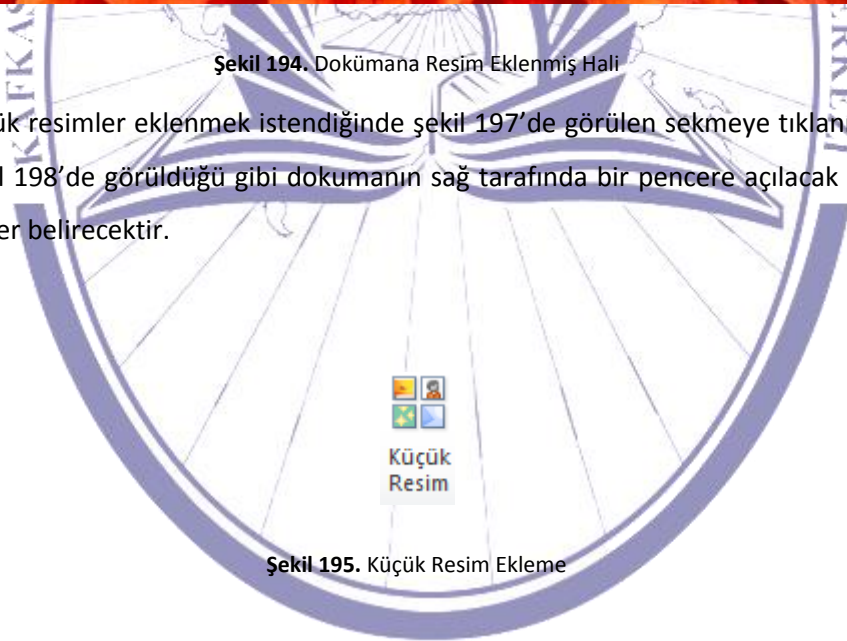 Şekil 194. Dokümana Resim Eklenmiş Hali
resimler eklenmek istendiğinde şekil 197’de görülen sekmeye
198’de görüldüğü gibi dokumanın sağ tarafında bir pencere açılacak
belirecektir.
KAFKAS
Küçük
Resim
Şekil 195. Küçük Resim Ekleme